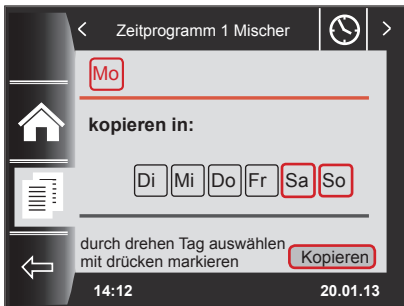 < Zeitprogramm 1 Mischer >
Mo
kopieren in:
Di Mi Do Fr Sa So
durch drehen Tag auswählen
mit drücken markieren Kopieren
14:12 20.01.13